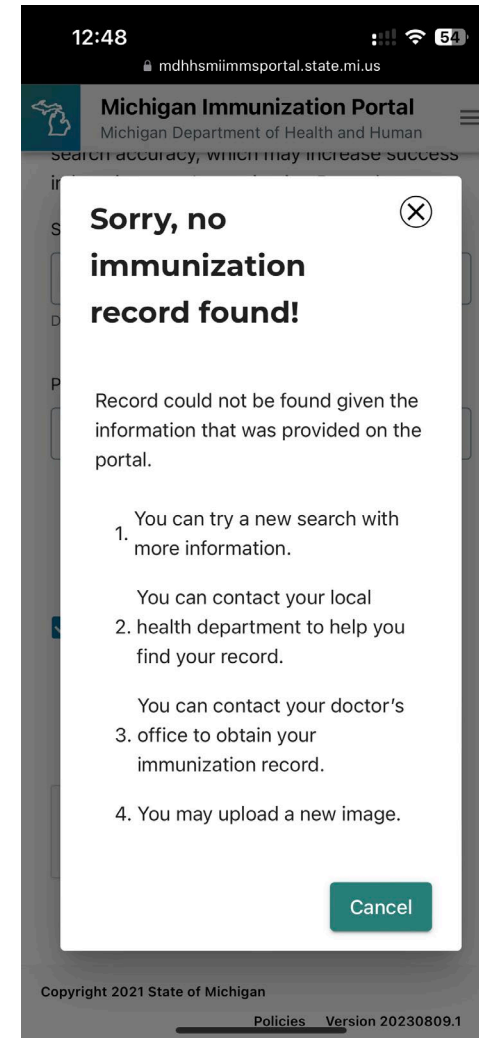 12:48
54
mdhhsmiimmsportal.state.mi.us
Michigan Immunization Portal
Michigan Department of Health and Human
search accuracy, which may increase success
Sorry, no
immunization
record found!
Record could not be found given the
information that was provided on the
portal.
1. You can try a new search with
more information.
2. You can contact your local
health department to help you
find your record.
3. You can contact your doctor's
office to obtain your
immunization record.
4. You may upload a new image.
Cancel
Copyright 2021 State of Michigan
Policies Version 20230809.1